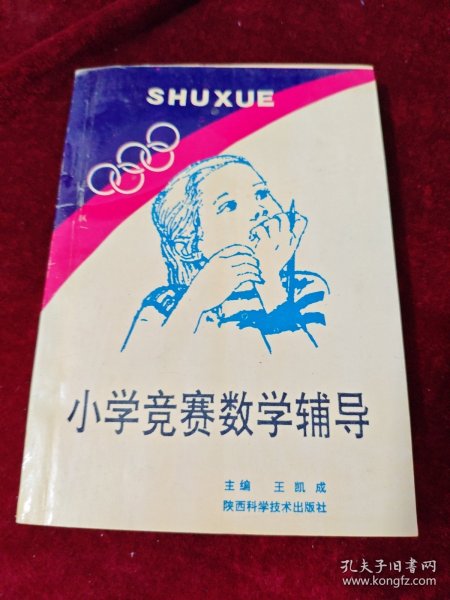 SHUXUE
小学竞赛数学辅导
主编 王凯成
陕西科学技术出版社
孔夫子旧书网
www.kongfz.com